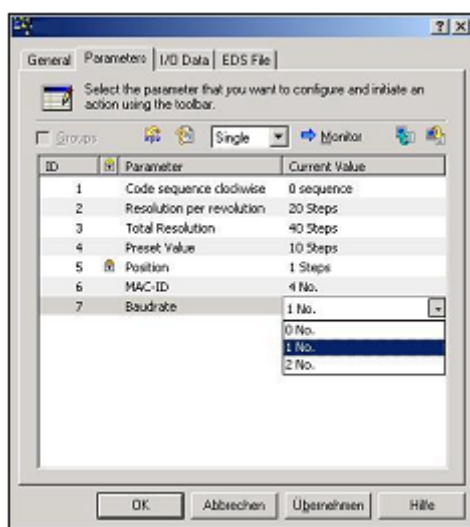 General Parameters I/O Data EDS File
Select the parameter that you want to configure and initiate an
action using the toolbar.
Groups Single Monitor
ID Parameter Current Value
1 Code sequence clockwise 0 sequence
2 Resolution per revolution 20 Steps
3 Total Resolution 40 Steps
4 Preset Value 10 Steps
5 Position 1 Steps
6 MAC-ID 4 No.
7 Baudrate 1 No.
0 No.
1 No.
2 No.
OK Abbrechen Übernehmen Hilfe